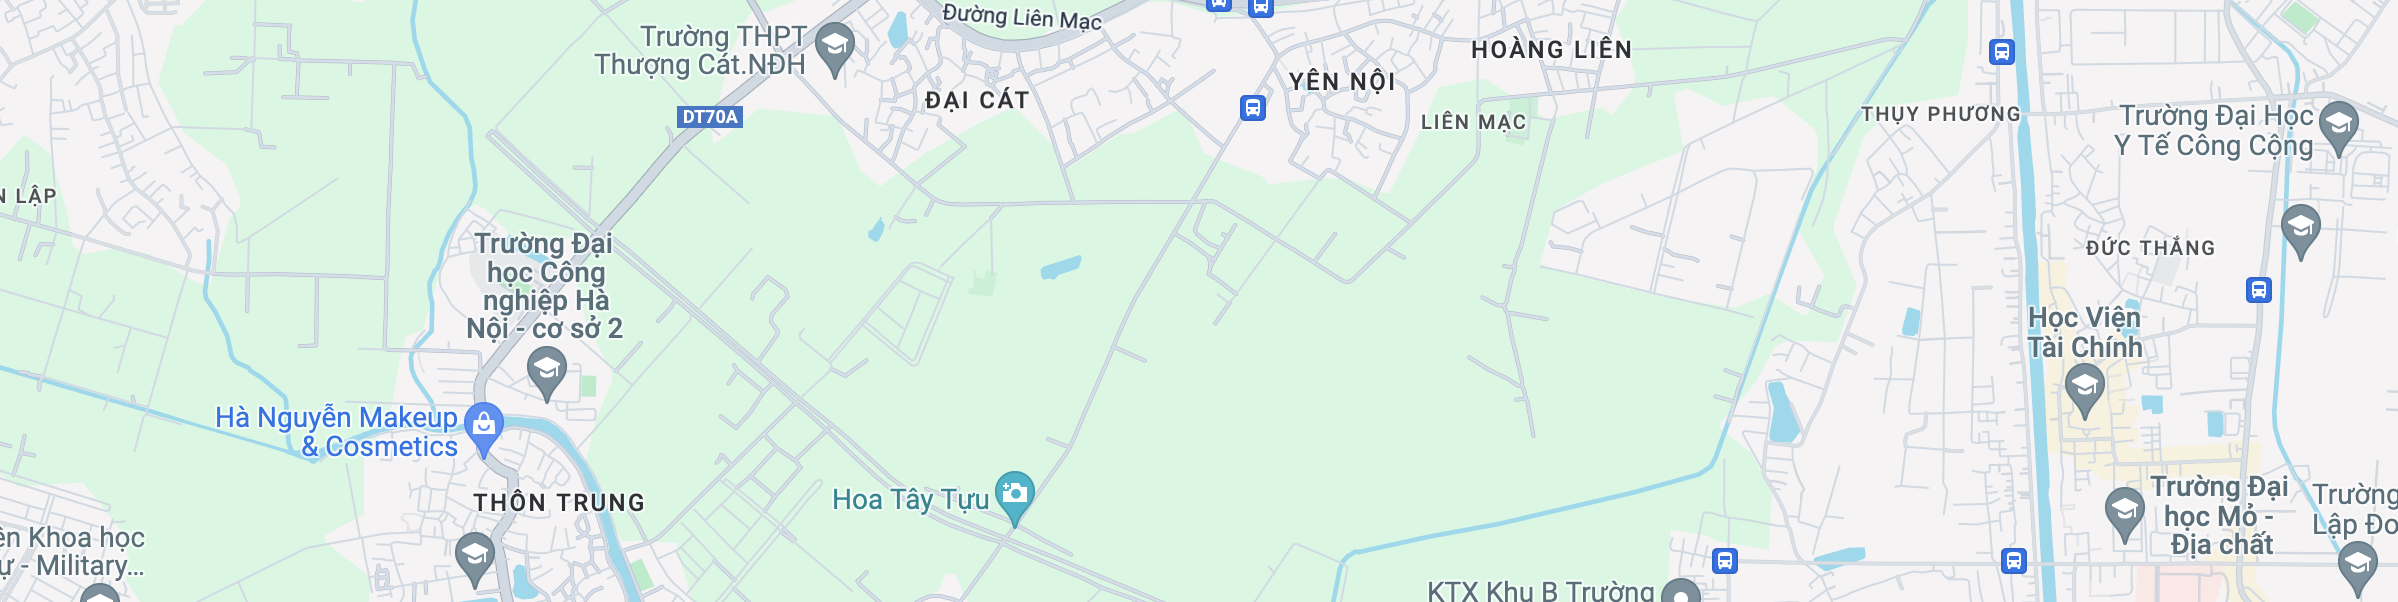 Đường Liên Mạc
Trường THPT
Thượng Cát.NĐH
HOÀNG LIÊN
YÊN NỘI
ĐẠI CÁT
DT70A
LIÊN MẠC
THỤY PHƯƠNG
Trường Đại Học
Y Tế Công Cộng
N LẬP
Trường Đại
học Công
nghiệp Hà
Nội - cơ sở 2
ĐỨC THẮNG
Học Viện
Tài Chính
Hà Nguyễn Makeup
& Cosmetics
THÔN TRUNG
Hoa Tây Tựu
Trường Đại
học Mỏ -
Địa chất
Trường
Lập Đo
ên Khoa học
ự - Military...
KTX Khu B Trường